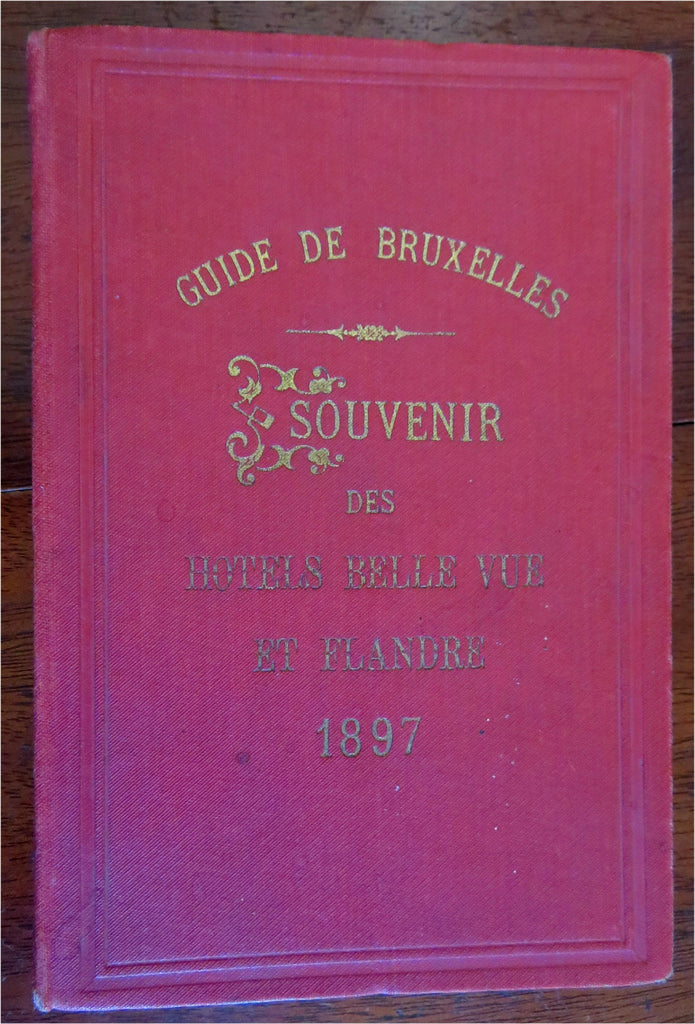 GUIDE DE BRUXELLES
SOUVENIR
DES
HOTELS BELLE VUE
ET FLANDRE
1897